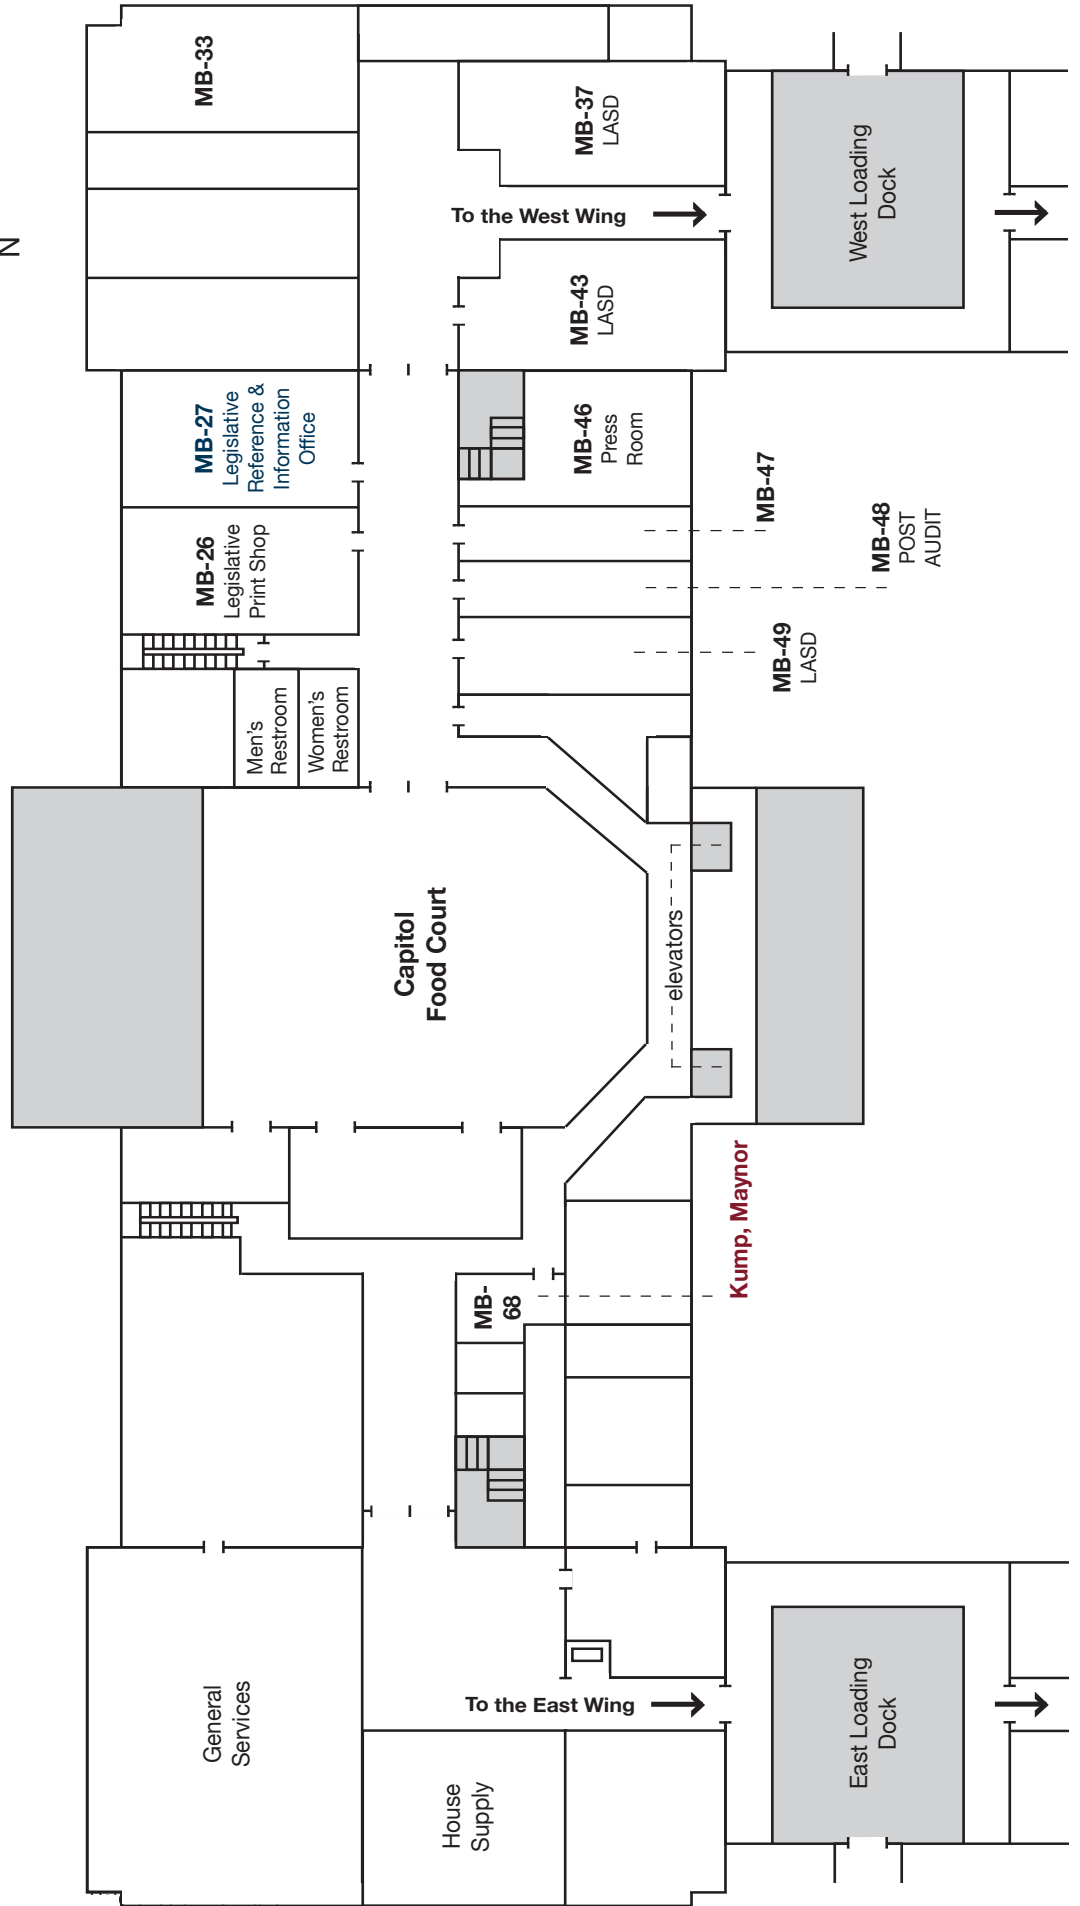 N
MB-33
MB-37
LASD
West Loading
Dock
To the West Wing
MB-43
LASD
MB-27
Legislative
Reference &
Information
Office
MB-46
Press
Room
MB-47
MB-48
POST
AUDIT
MB-26
Legislative
Print Shop
MB-49
LASD
Men's
Restroom
Women's
Restroom
Capitol
Food Court
elevators
Kump, Maynor
MB-
68
General
Services
To the East Wing
East Loading
Dock
House
Supply